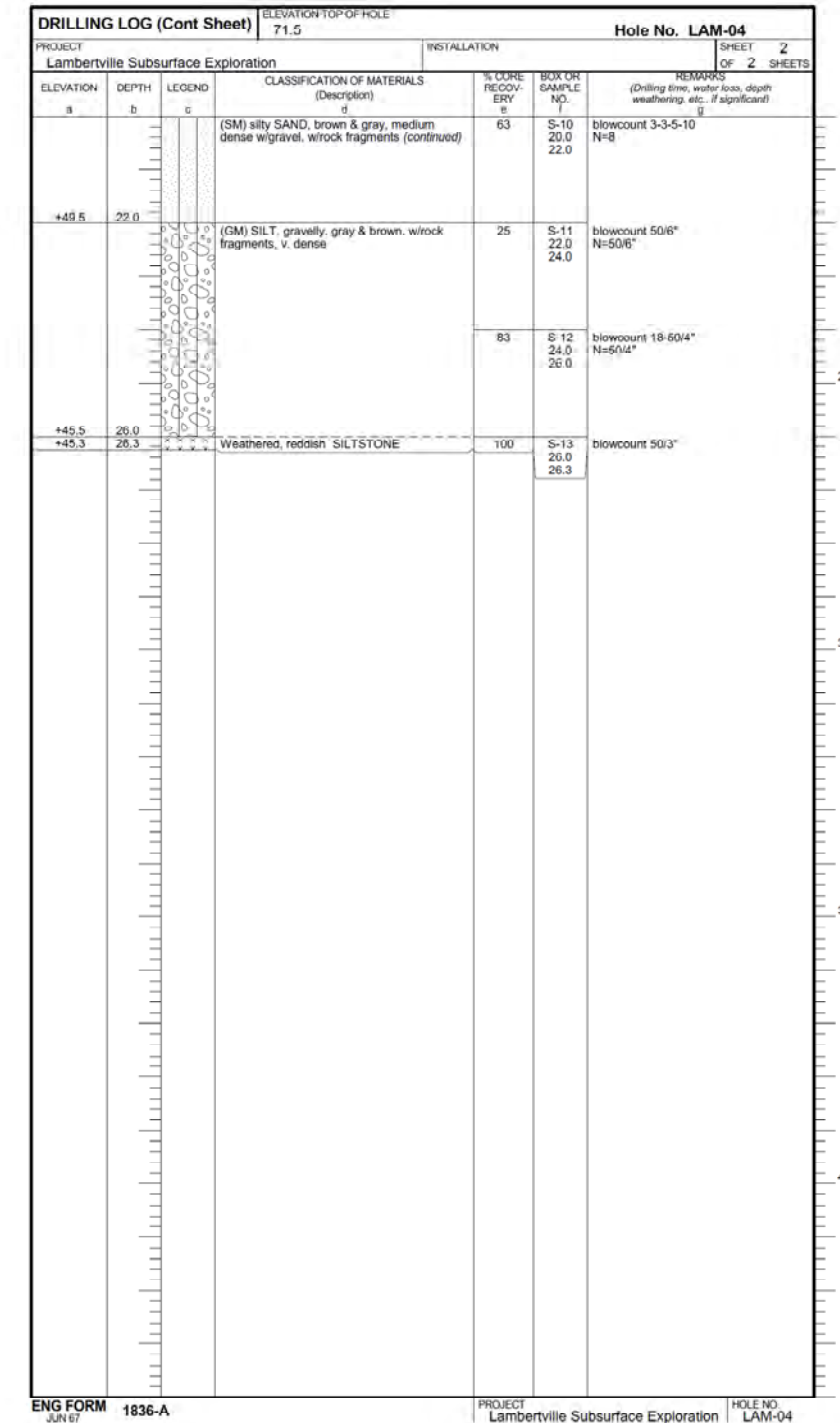 DRILLING LOG (Cont Sheet)
ELEVATION TOP OF HOLE
71.5
Hole No. LAM-04
PROJECT
Lambertville Subsurface Exploration
INSTALLATION
SHEET 2
OF 2 SHEETS
ELEVATION
a
DEPTH
b
LEGEND
c
CLASSIFICATION OF MATERIALS
(Description)
d
% CORE
RECOV-
ERY
e
BOX OR
SAMPLE
NO.
f
REMARKS
(Drilling time, water loss, depth
weathering, etc., if significant)
g
(SM) silty SAND, brown & gray, medium
dense w/gravel, w/rock fragments (continued)
63
S-10
20.0
22.0
blowcount 3-3-5-10
N=8
+49.5 22.0
(GM) SILT, gravelly, gray & brown, w/rock
fragments, v. dense
25
S-11
22.0
24.0
blowcount 50/6"
N=50/6"
83
S-12
24.0
26.0
blowcount 18-50/4"
N=50/4"
+45.5 26.0
+45.3 26.3
Weathered, reddish SILTSTONE
100
S-13
26.0
26.3
blowcount 50/3"
ENG FORM 1836-A
JUN 67
PROJECT
Lambertville Subsurface Exploration
HOLE NO.
LAM-04